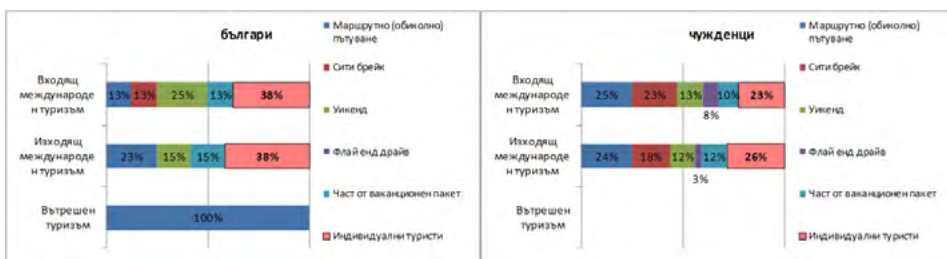 българи
Входящ
международе
н туризъм
13%
13%
25%
13%
38%
Изходящ
международе
н туризъм
23%
15%
15%
38%
Вътрешен
туризъм
100%
Маршрутно (обиколно)
пътуване
Сити брейк
Уикенд
Флай енд драйв
Част от ваканционен пакет
Индивидуални туристи
чужденци
Входящ
международе
н туризъм
25%
23%
13%
8%
10%
23%
Изходящ
международе
н туризъм
24%
18%
12%
3%
12%
26%
Вътрешен
туризъм
Маршрутно (обиколно)
пътуване
Сити брейк
Уикенд
Флай енд драйв
Част от ваканционен пакет
Индивидуални туристи